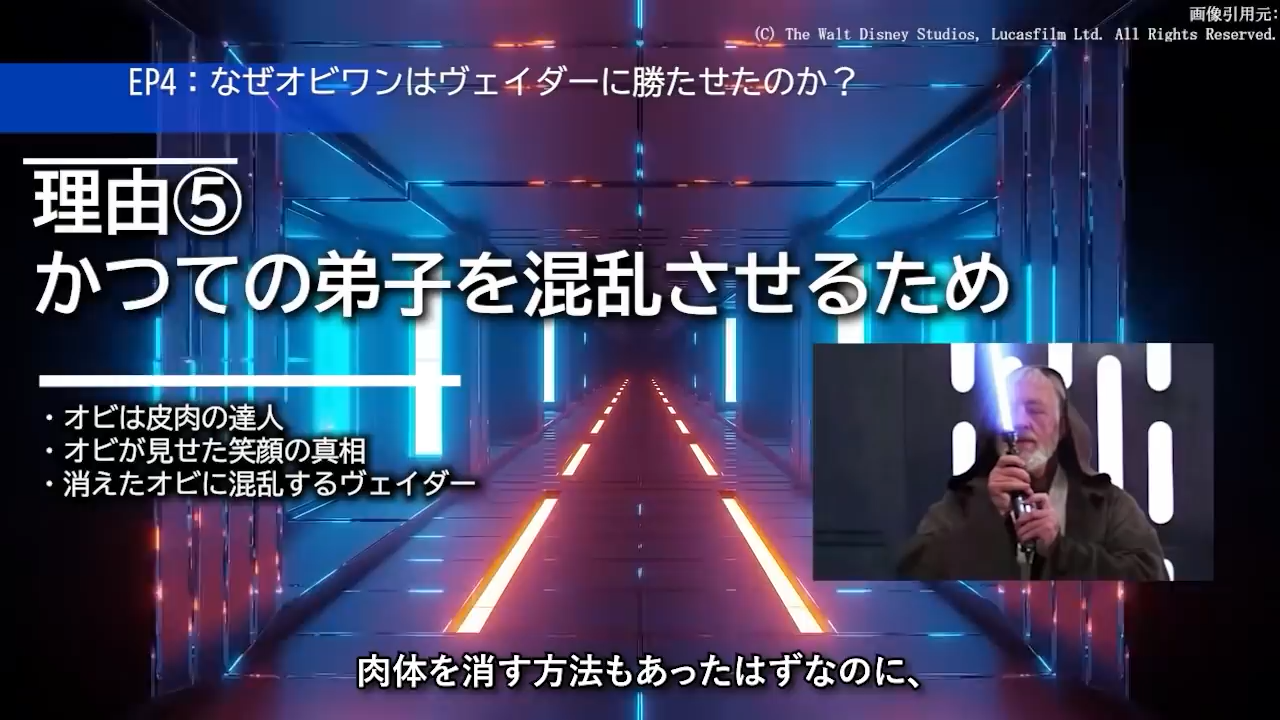 画像引用元:
(C) The Walt Disney Studios, Lucasfilm Ltd. All Rights Reserved.
EP4：なぜオビワンはヴェイダーに勝たせたのか？
理由⑤
かつての弟子を混乱させるため
・オビは皮肉の達人
・オビが見せた笑顔の真相
・消えたオビに混乱するヴェイダー
肉体を消す方法もあったはずなのに、